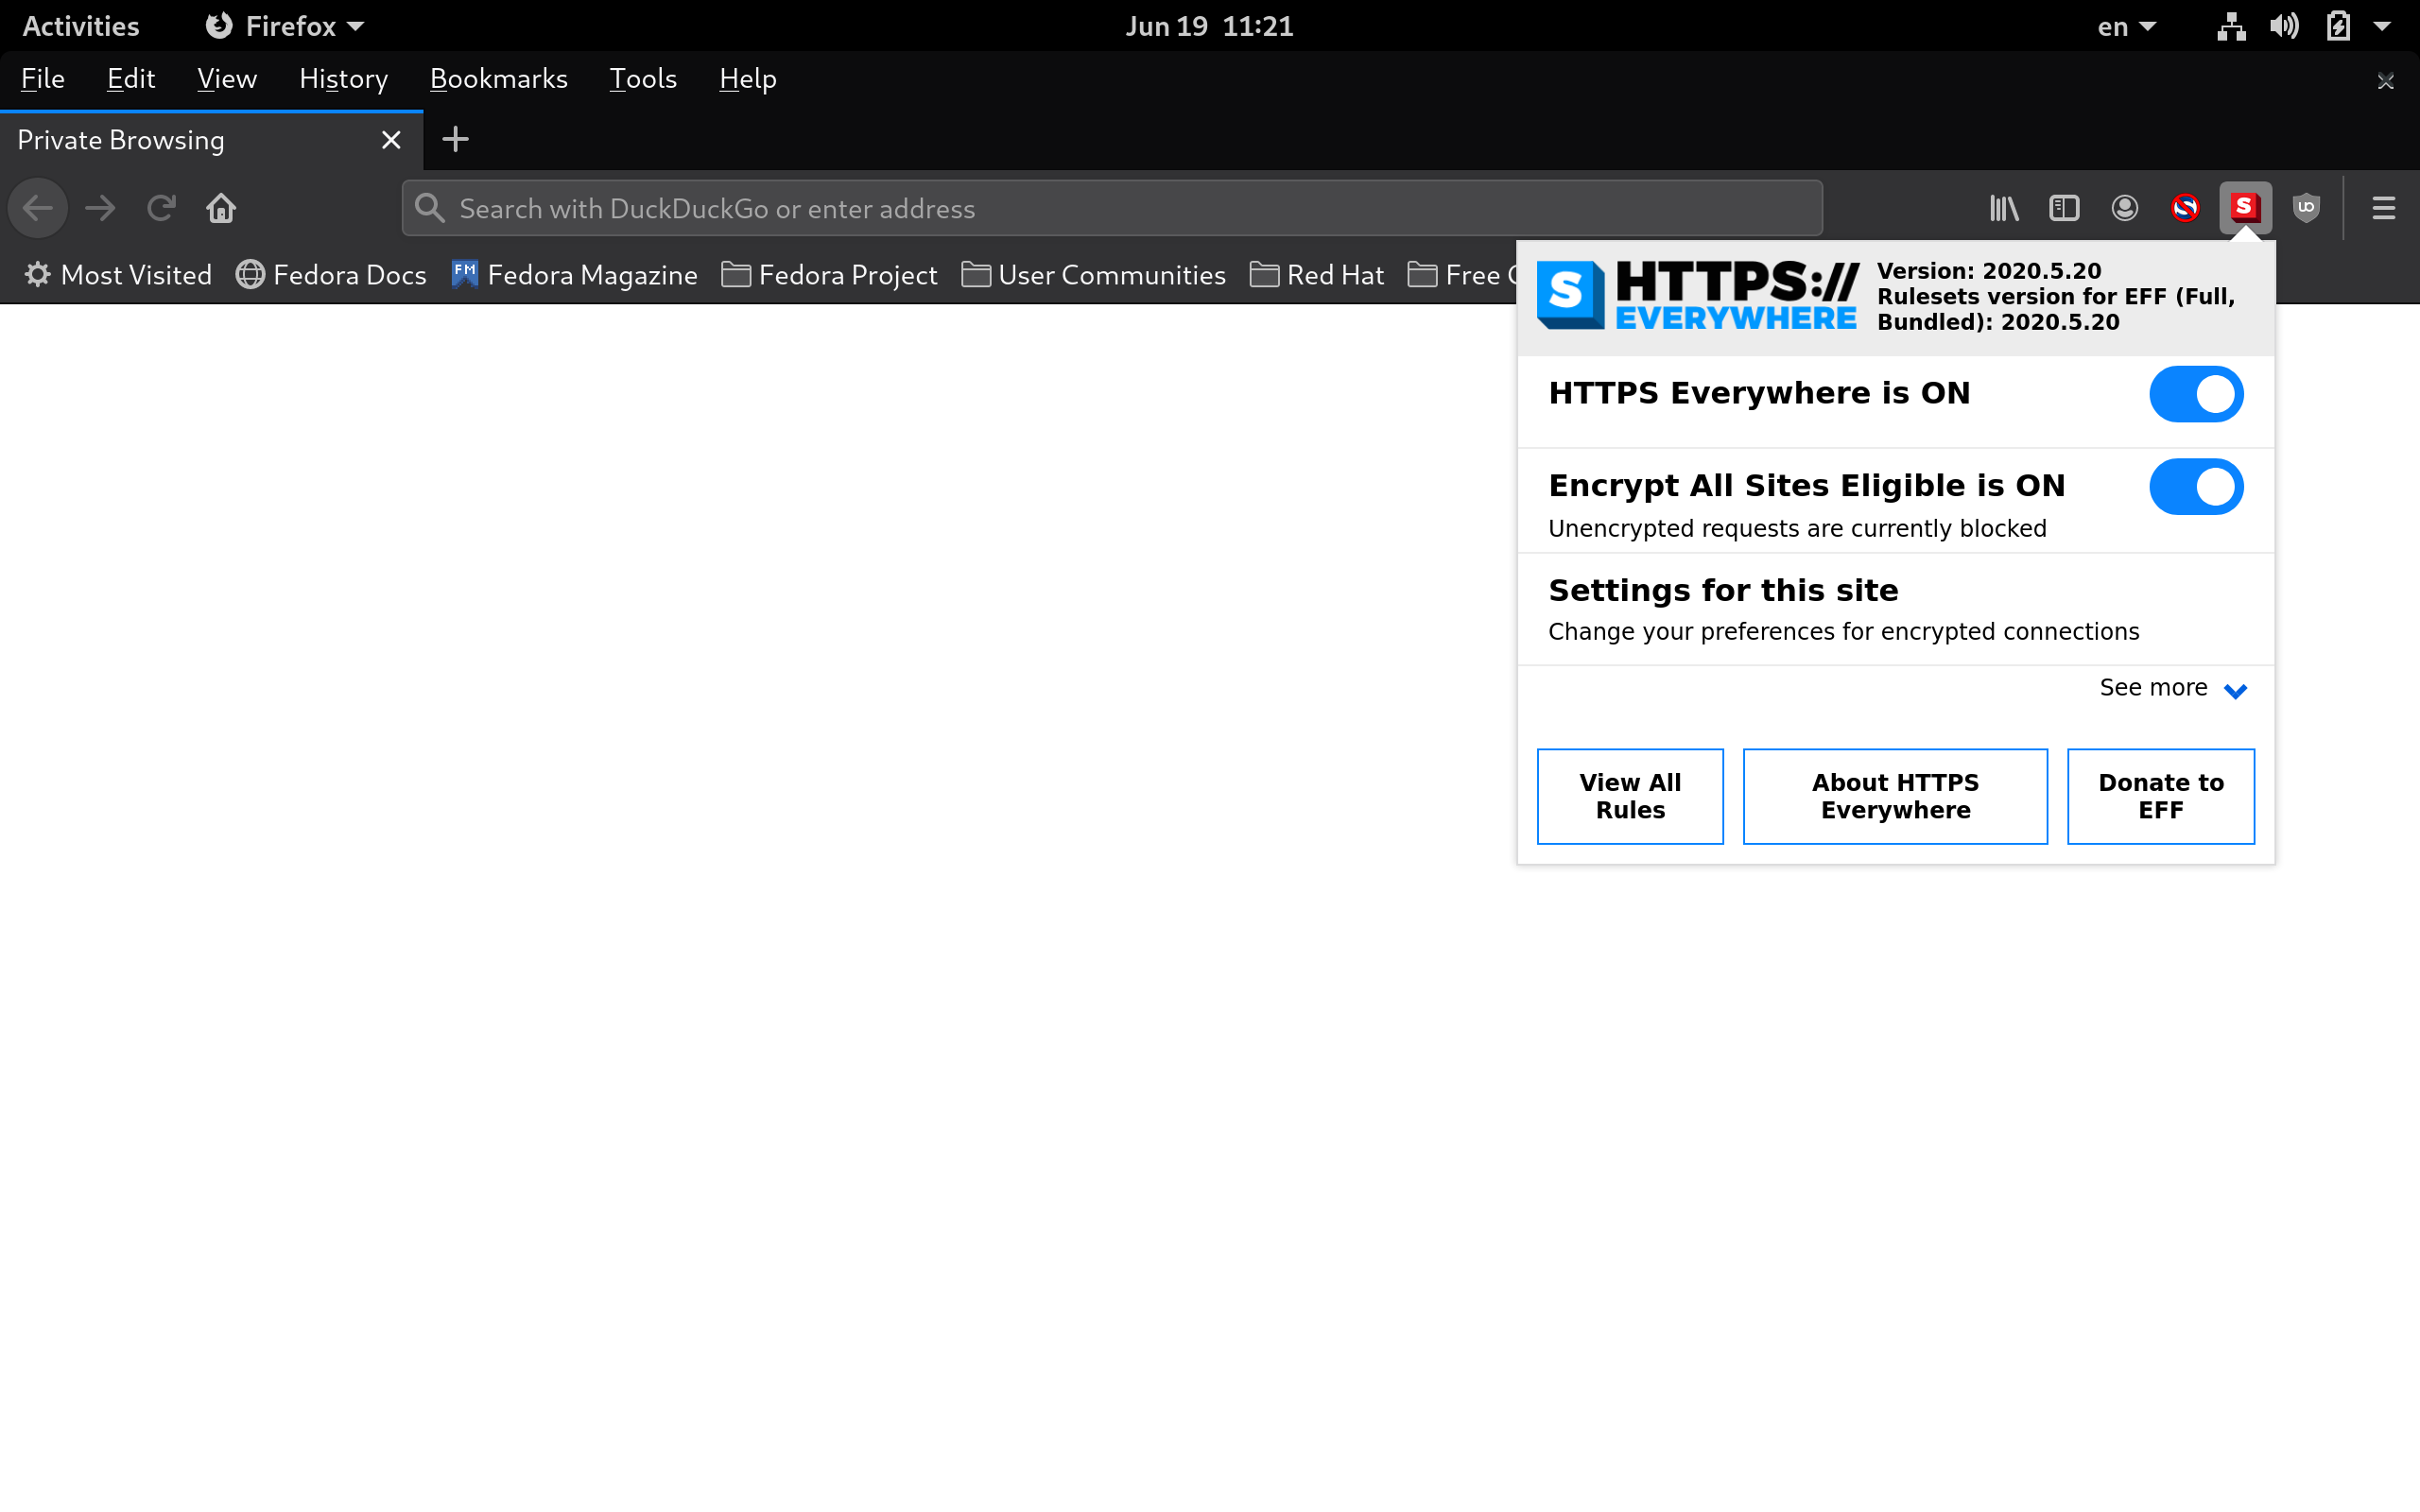 Activities Firefox Jun 19 11:21 en
File Edit View History Bookmarks Tools Help
Private Browsing
Search with DuckDuckGo or enter address
Most Visited Fedora Docs Fedora Magazine Fedora Project User Communities Red Hat Free
HTTPS://
EVERYWHERE
Version: 2020.5.20
Rulesets version for EFF (Full,
Bundled): 2020.5.20
HTTPS Everywhere is ON
Encrypt All Sites Eligible is ON
Unencrypted requests are currently blocked
Settings for this site
Change your preferences for encrypted connections
See more
View All
Rules
About HTTPS
Everywhere
Donate to
EFF